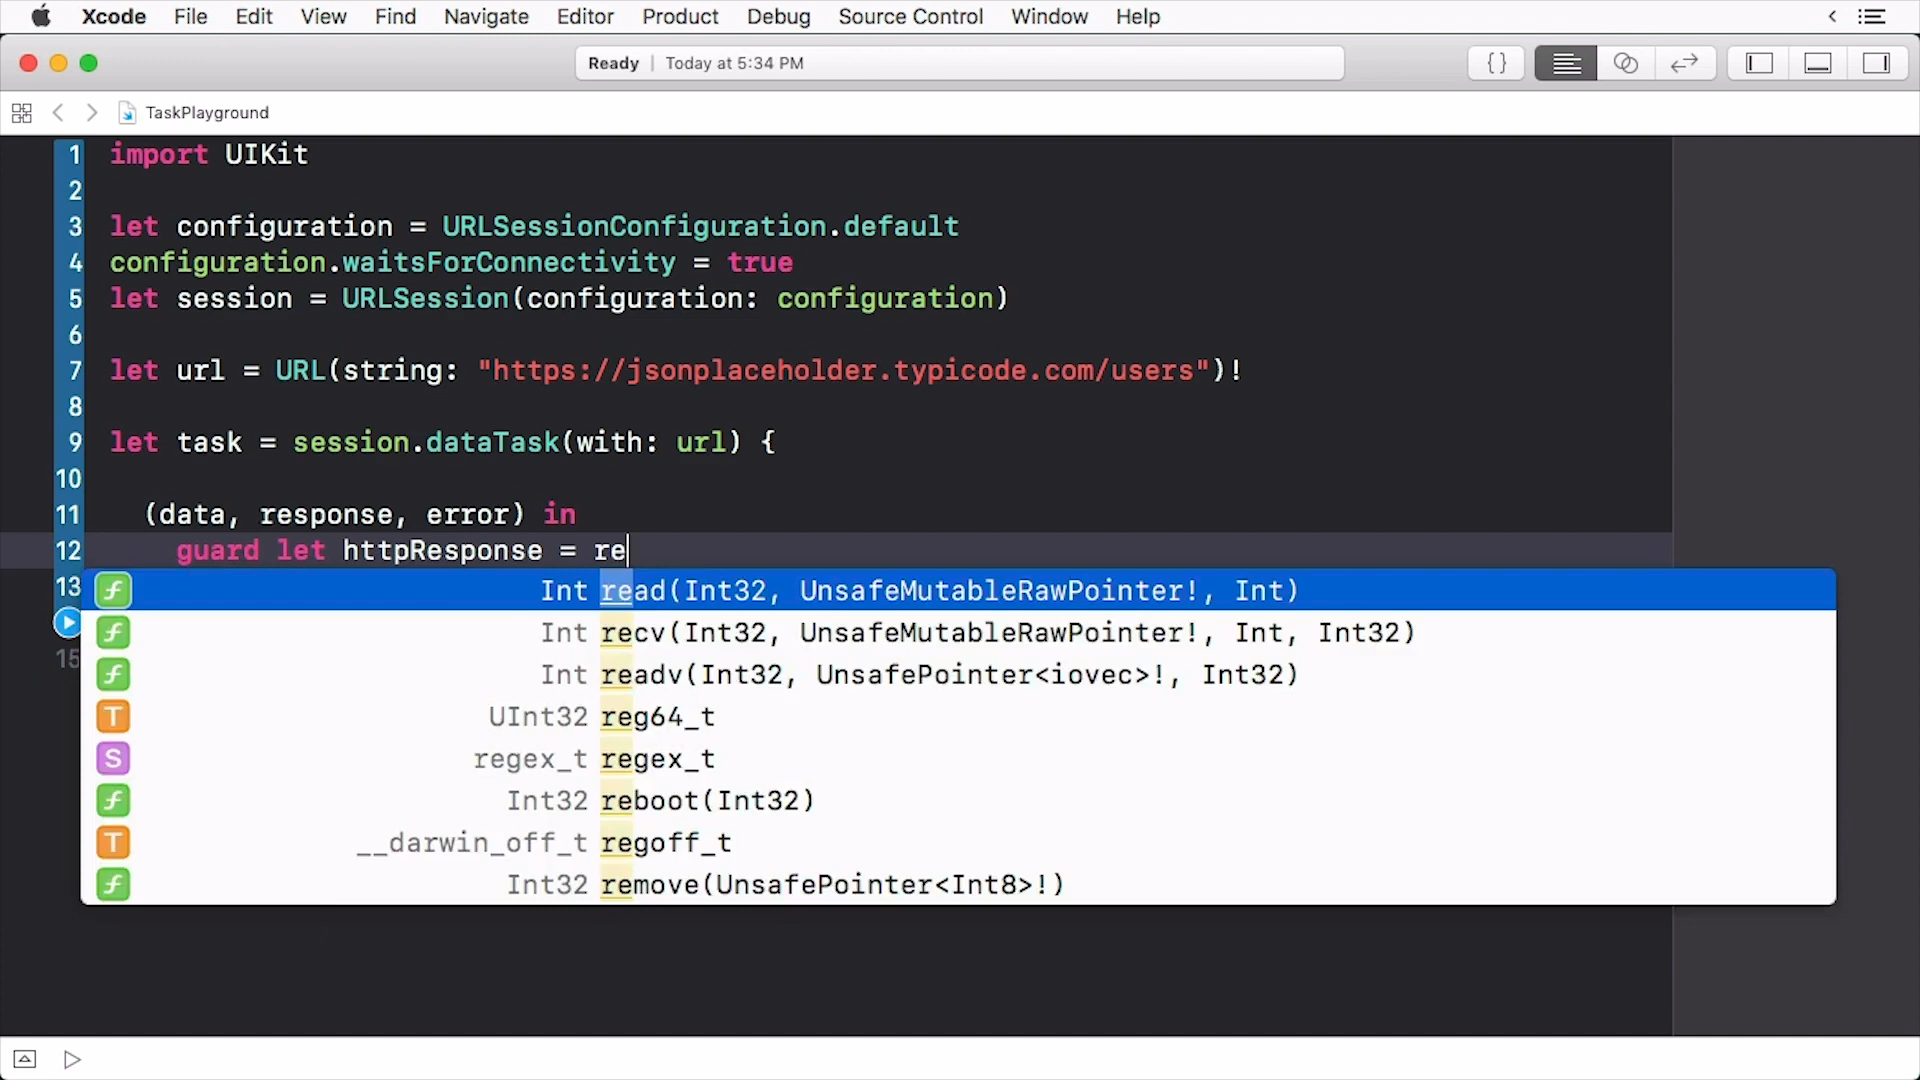 Xcode File Edit View Find Navigate Editor Product Debug Source Control Window Help
Ready | Today at 5:34 PM { }
TaskPlayground
1 import UIKit
2
3 let configuration = URLSessionConfiguration.default
4 configuration.waitsForConnectivity = true
5 let session = URLSession(configuration: configuration)
6
7 let url = URL(string: "https://jsonplaceholder.typicode.com/users")!
8
9 let task = session.dataTask(with: url) {
10
11 (data, response, error) in
12 guard let httpResponse = re
13 f Int read(Int32, UnsafeMutableRawPointer!, Int)
f Int recv(Int32, UnsafeMutableRawPointer!, Int, Int32)
15 f Int readv(Int32, UnsafePointer<iovec>!, Int32)
T UInt32 reg64_t
S regex_t regex_t
f Int32 reboot(Int32)
T __darwin_off_t regoff_t
f Int32 remove(UnsafePointer<Int8>!)